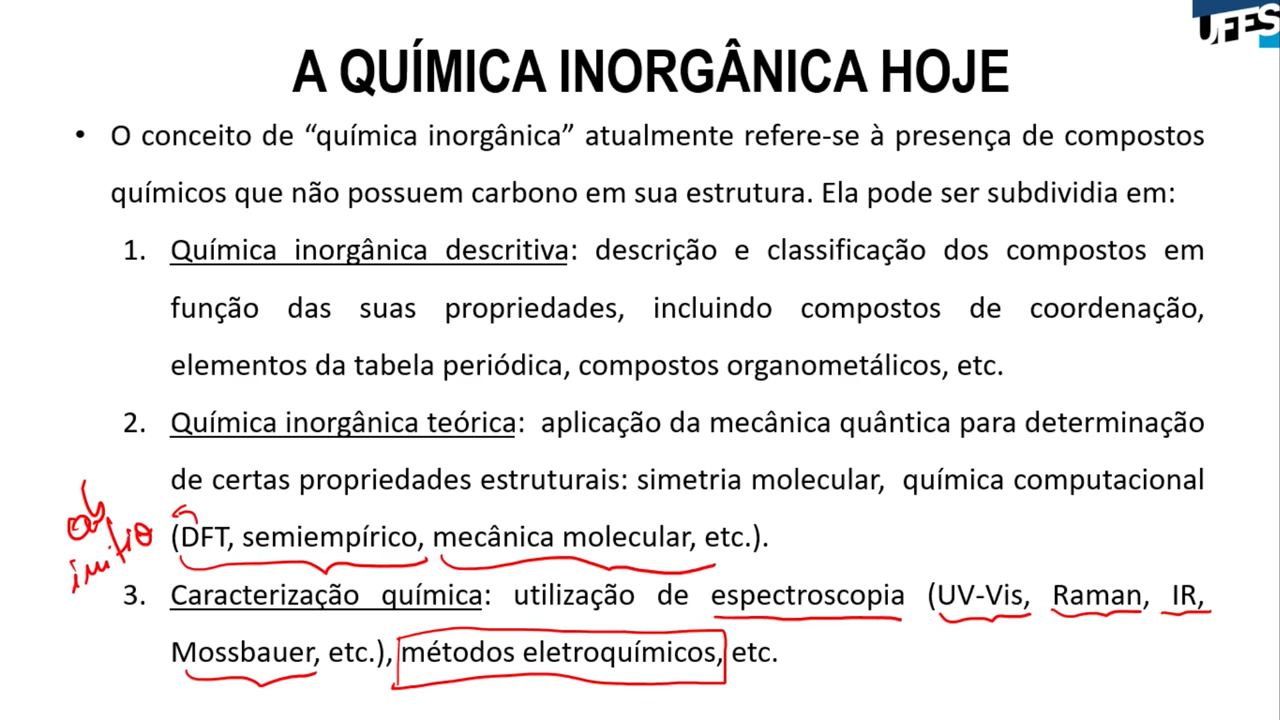 UFES
A QUÍMICA INORGÂNICA HOJE
• O conceito de “química inorgânica” atualmente refere-se à presença de compostos
químicos que não possuem carbono em sua estrutura. Ela pode ser subdividia em:
1. Química inorgânica descritiva: descrição e classificação dos compostos em
função das suas propriedades, incluindo compostos de coordenação,
elementos da tabela periódica, compostos organometálicos, etc.
2. Química inorgânica teórica: aplicação da mecânica quântica para determinação
de certas propriedades estruturais: simetria molecular, química computacional
ab
initio
(DFT, semiempírico, mecânica molecular, etc.).
3. Caracterização química: utilização de espectroscopia (UV-Vis, Raman, IR,
Mossbauer, etc.), métodos eletroquímicos, etc.